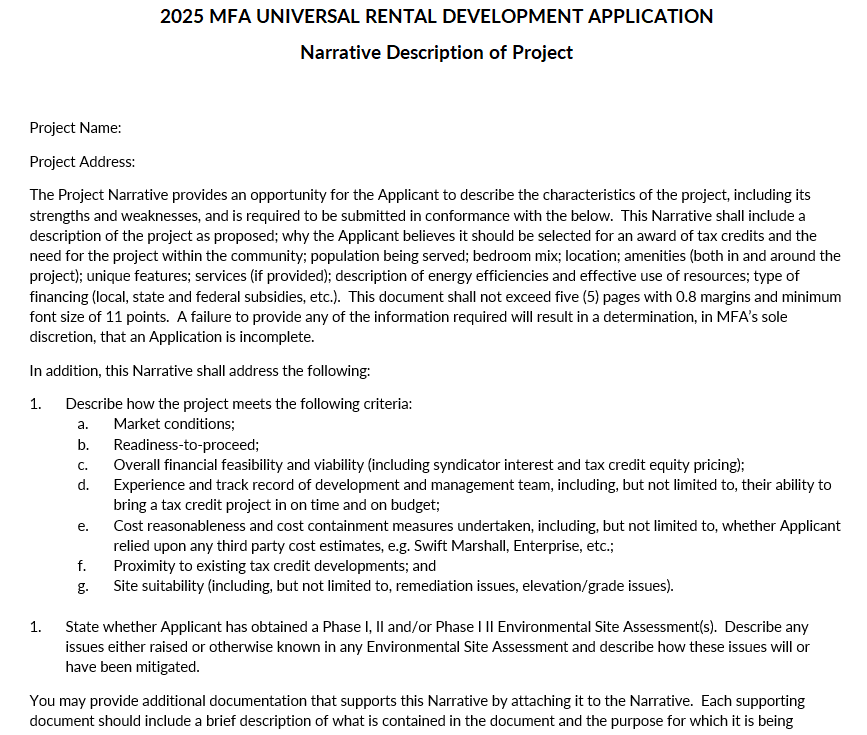 2025 MFA UNIVERSAL RENTAL DEVELOPMENT APPLICATION
Narrative Description of Project
Project Name:
Project Address:
The Project Narrative provides an opportunity for the Applicant to describe the characteristics of the project, including its
strengths and weaknesses, and is required to be submitted in conformance with the below.  This Narrative shall include a
description of the project as proposed; why the Applicant believes it should be selected for an award of tax credits and the
need for the project within the community; population being served; bedroom mix; location; amenities (both in and around the
project); unique features; services (if provided); description of energy efficiencies and effective use of resources; type of
financing (local, state and federal subsidies, etc.).  This document shall not exceed five (5) pages with 0.8 margins and minimum
font size of 11 points.  A failure to provide any of the information required will result in a determination, in MFA's sole
discretion, that an Application is incomplete.
In addition, this Narrative shall address the following:
1. Describe how the project meets the following criteria:
a. Market conditions;
b. Readiness-to-proceed;
c. Overall financial feasibility and viability (including syndicator interest and tax credit equity pricing);
d. Experience and track record of development and management team, including, but not limited to, their ability to
bring a tax credit project in on time and on budget;
e. Cost reasonableness and cost containment measures undertaken, including, but not limited to, whether Applicant
relied upon any third party cost estimates, e.g. Swift Marshall, Enterprise, etc.;
f. Proximity to existing tax credit developments; and
g. Site suitability (including, but not limited to, remediation issues, elevation/grade issues).
1. State whether Applicant has obtained a Phase I, II and/or Phase I II Environmental Site Assessment(s).  Describe any
issues either raised or otherwise known in any Environmental Site Assessment and describe how these issues will or
have been mitigated.
You may provide additional documentation that supports this Narrative by attaching it to the Narrative.  Each supporting
document should include a brief description of what is contained in the document and the purpose for which it is being